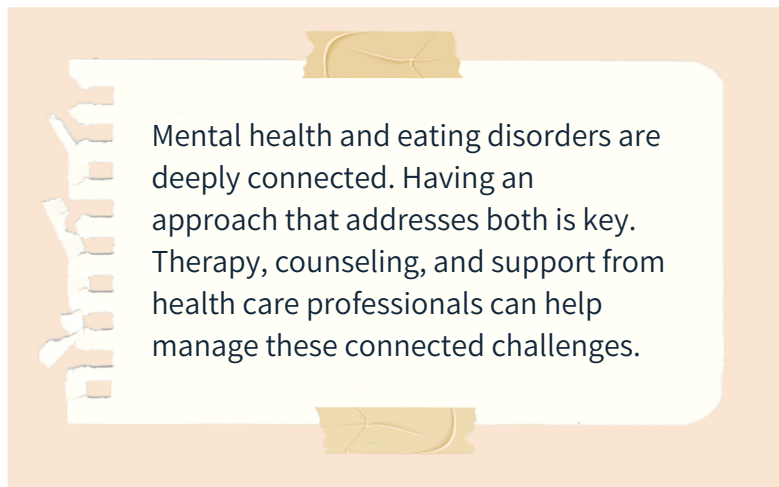 Mental health and eating disorders are
deeply connected. Having an
approach that addresses both is key.
Therapy, counseling, and support from
health care professionals can help
manage these connected challenges.